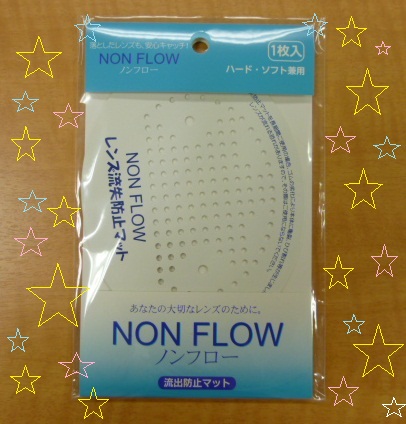 落としたレンズも、安心キャッチ!
NON FLOW
ノンフロー
1枚入
ハード・ソフト兼用
NON FLOW
レンズ流失防止マット
あなたの大切なレンズのために。
NON FLOW
ノンフロー
流出防止マット